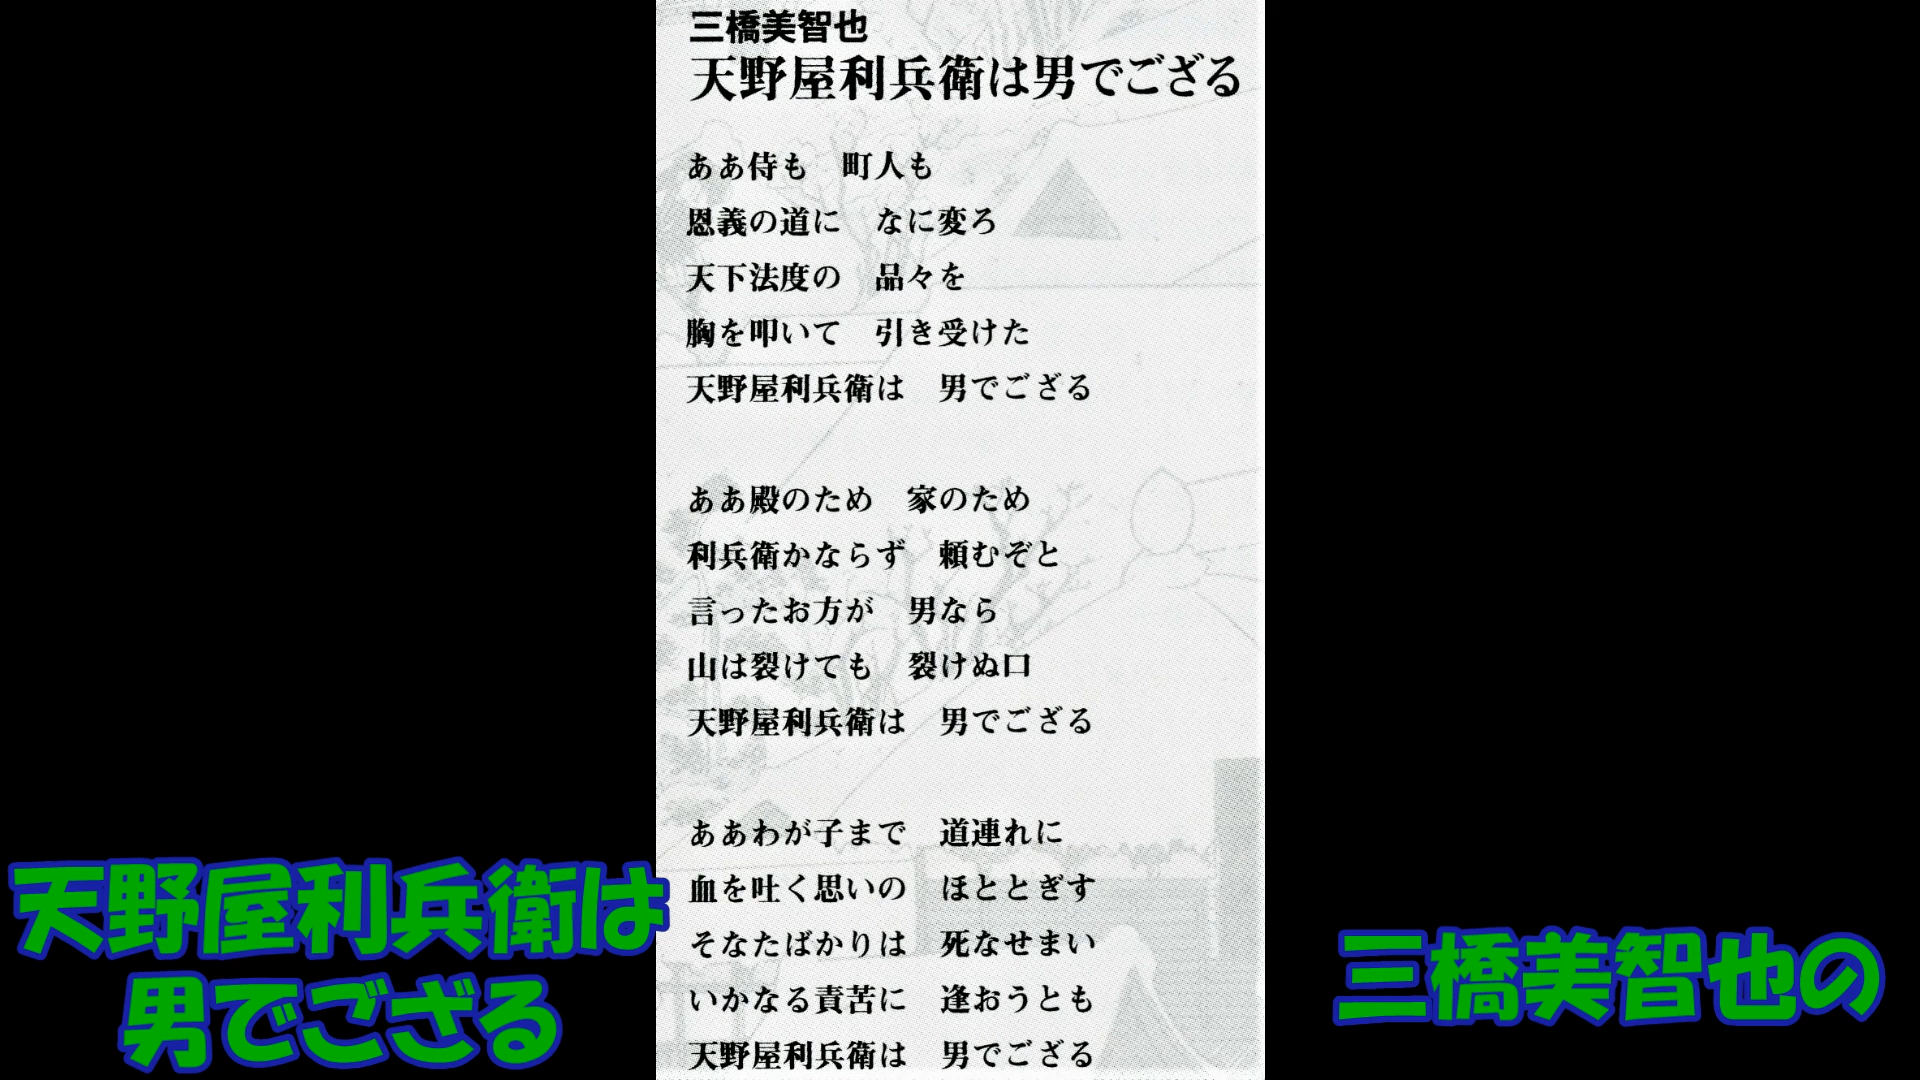 三橋美智也
天野屋利兵衛は男でござる
ああ侍も　町人も
恩義の道に　なに変ろ
天下法度の　品々を
胸を叩いて　引き受けた
天野屋利兵衛は　男でござる
ああ殿のため　家のため
利兵衛かならず　頼むぞと
言ったお方が　男なら
山は裂けても　裂けぬ口
天野屋利兵衛は　男でござる
ああわが子まで　道連れに
血を吐く思いの　ほととぎす
そなたばかりは　死なせまい
いかなる責苦に　逢おうとも
天野屋利兵衛は　男でござる
天野屋利兵衛は
男でござる
三橋美智也の